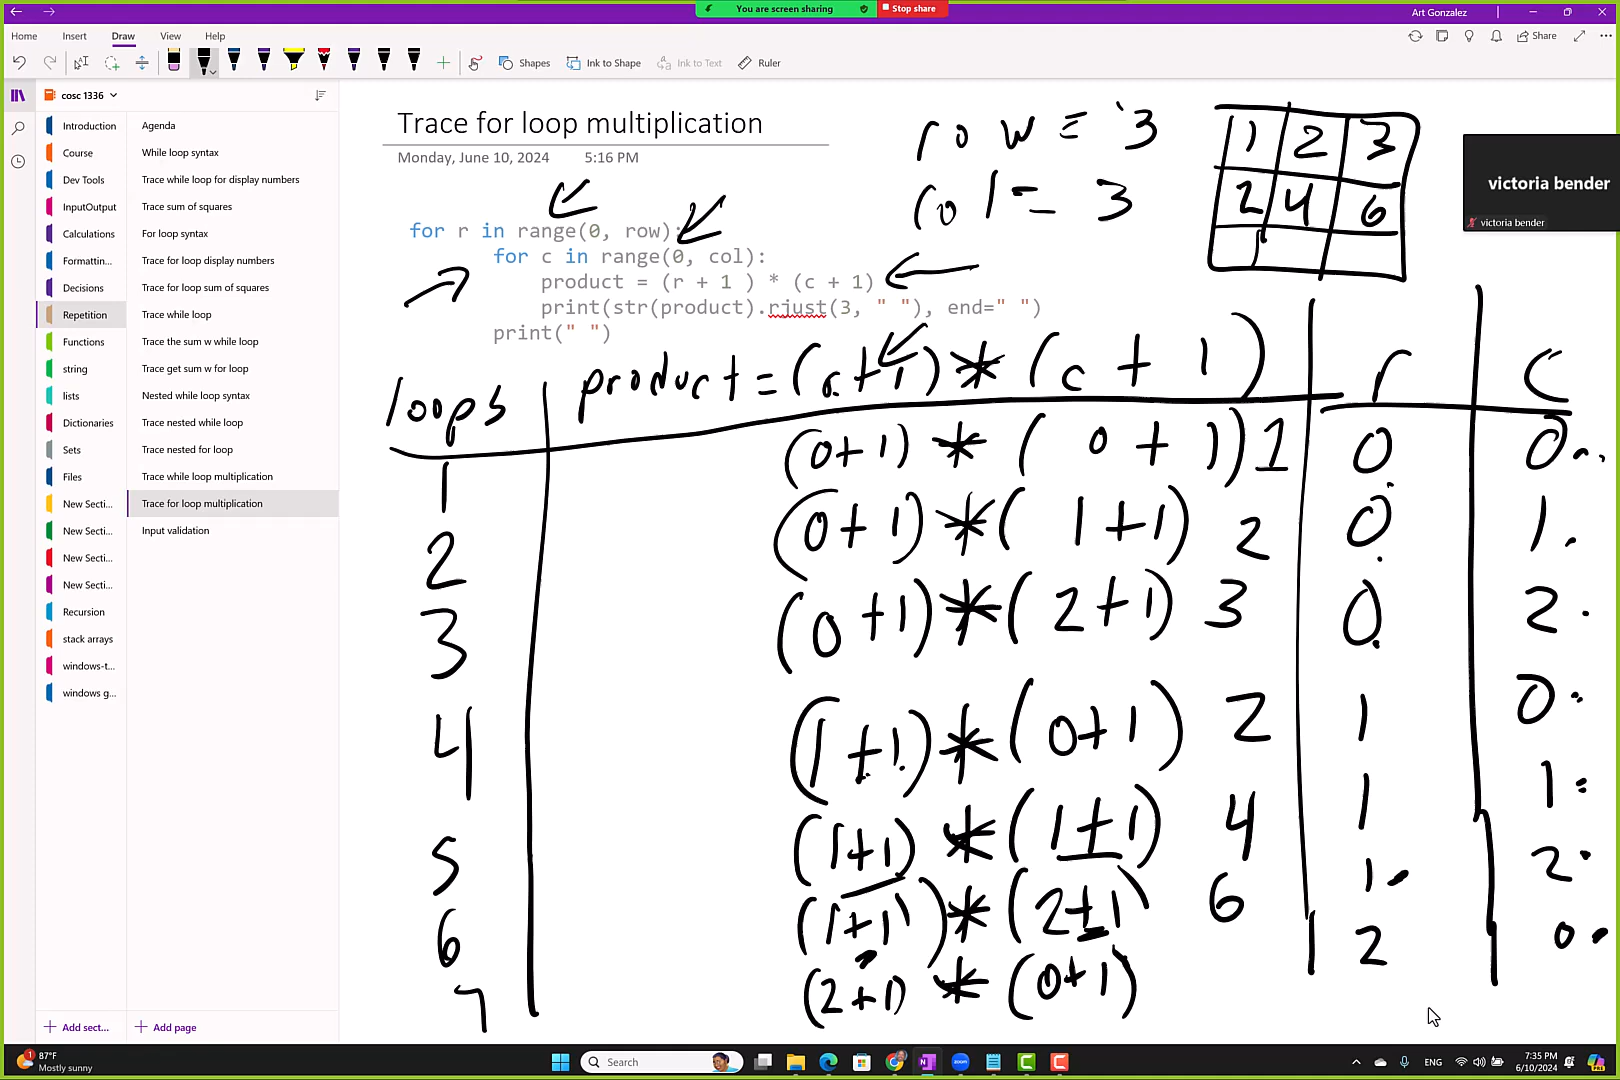 You are screen sharing
Stop share
Art Gonzalez
Home Insert Draw View Help
Share
Shapes Ink to Shape Ink to Text Ruler
cosc 1336
Introduction
Course
Dev Tools
InputOutput
Calculations
Formattin...
Decisions
Repetition
Functions
string
lists
Dictionaries
Sets
Files
New Secti...
New Secti...
New Secti...
New Secti...
Recursion
stack arrays
windows-t...
windows g...
Add sect...
Agenda
While loop syntax
Trace while loop for display numbers
Trace sum of squares
For loop syntax
Trace for loop display numbers
Trace for loop sum of squares
Trace while loop
Trace the sum w while loop
Trace get sum w for loop
Nested while loop syntax
Trace nested while loop
Trace nested for loop
Trace while loop multiplication
Trace for loop multiplication
Input validation
Add page
Trace for loop multiplication
Monday, June 10, 2024 5:16 PM
row = 3
col = 3
1 2 3
2 4 6
victoria bender
victoria bender
for r in range(0, row):
for c in range(0, col):
product = (r + 1 ) * (c + 1)
print(str(product).rjust(3, " "), end=" ")
print(" ")
loops product = (r+1) * (c + 1) r c
1 (0+1) * (0 + 1) 1 0 0
2 (0+1) * (1+1) 2 0 1
3 (0+1) * (2+1) 3 0 2
4 (1+1) * (0+1) 2 1 0
5 (1+1) * (1+1) 4 1 1
6 (1+1) * (2+1) 6 1 2
7 (2+1) * (0+1) 2 0
1
87°F
Mostly sunny
Search
zoom
ENG
7:35 PM
6/10/2024